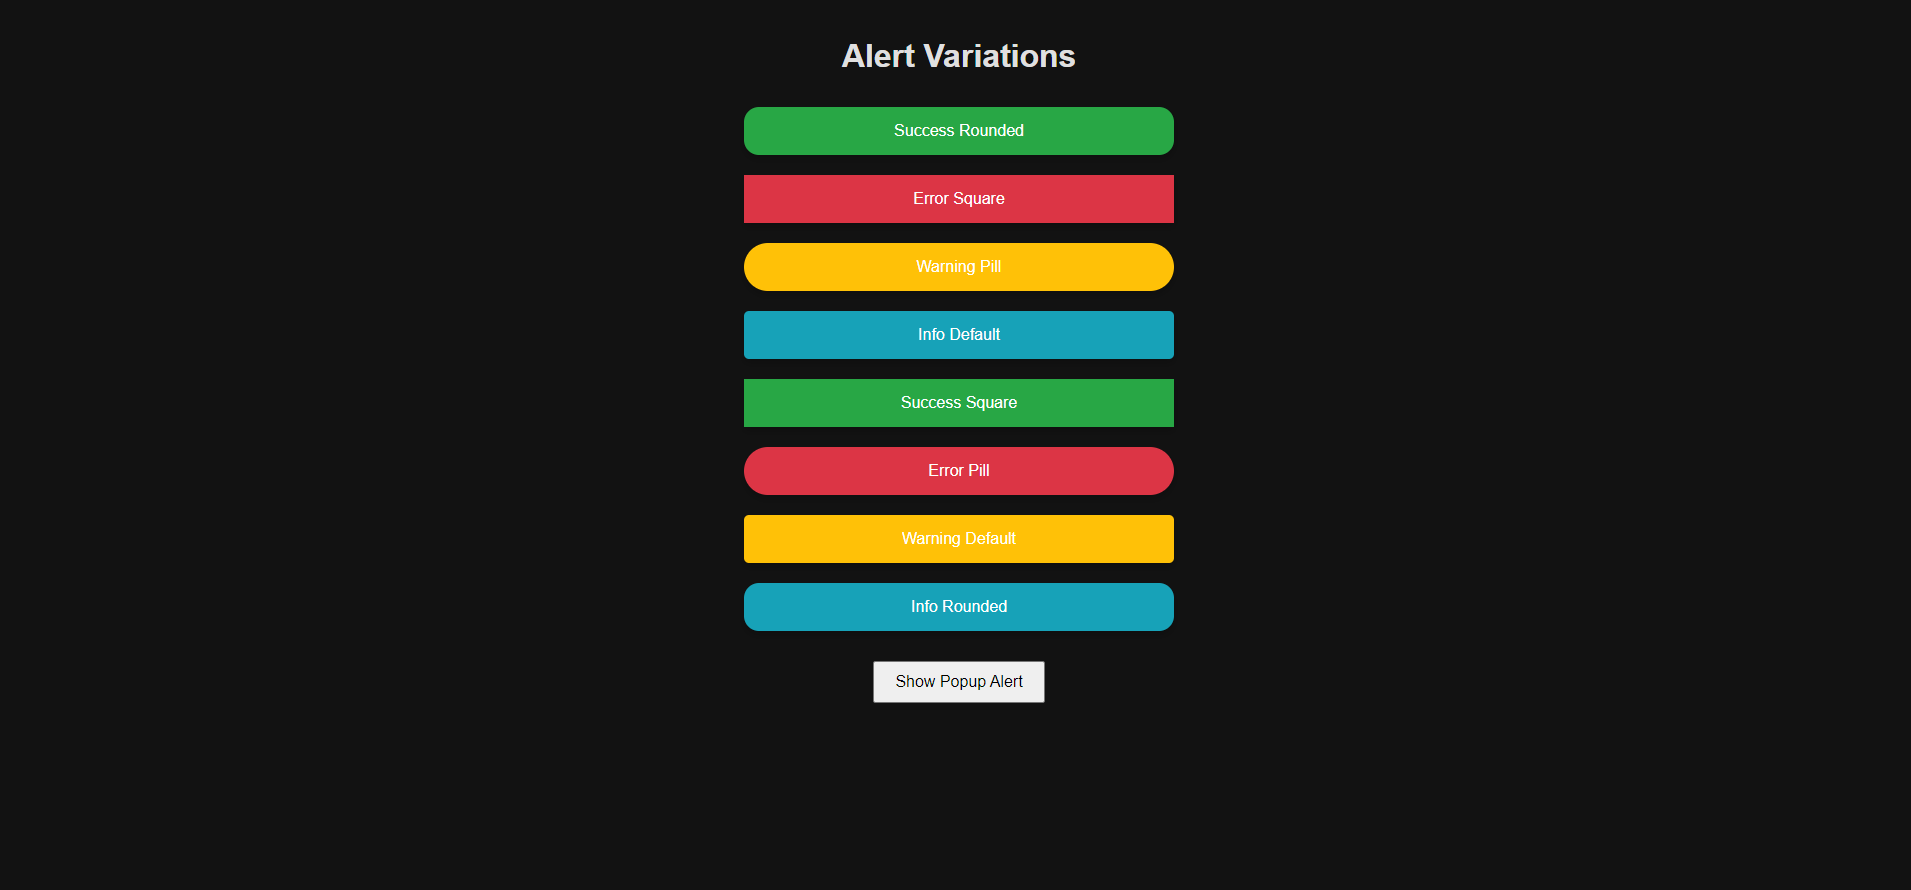 Alert Variations
Success Rounded
Error Square
Warning Pill
Info Default
Success Square
Error Pill
Warning Default
Info Rounded
Show Popup Alert